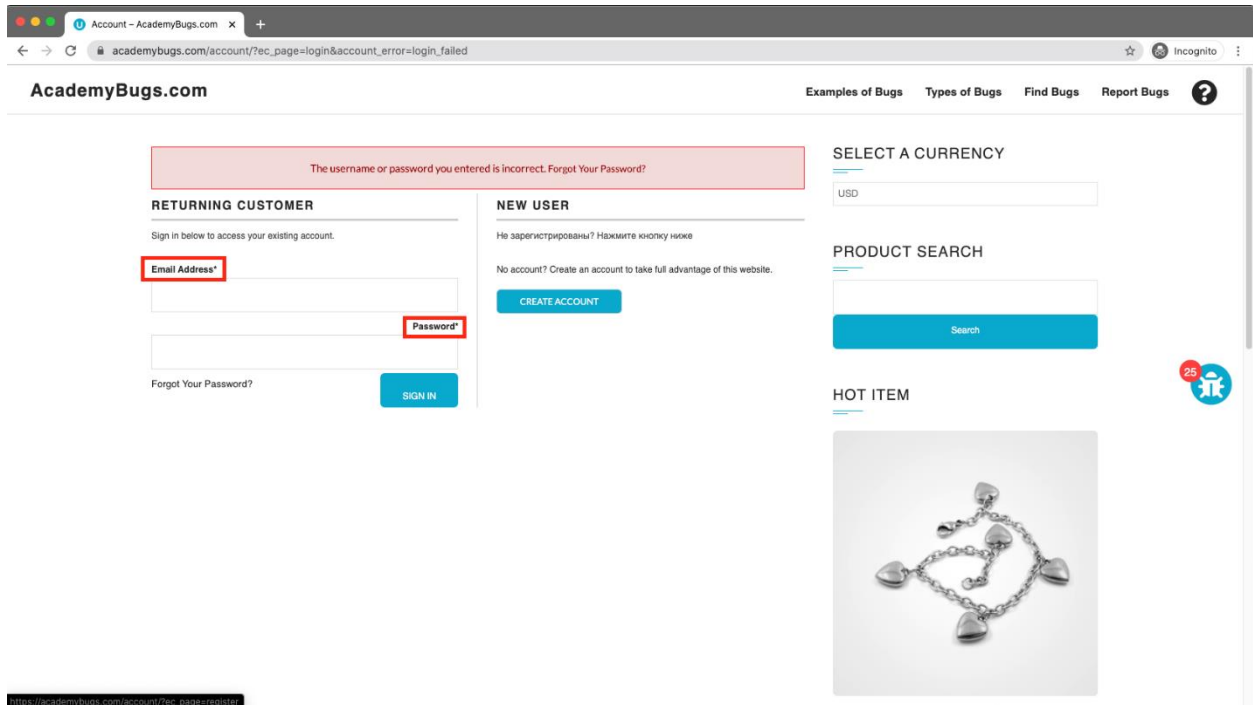 Account – AcademyBugs.com
academybugs.com/account/?ec_page=login&account_error=login_failed
Incognito
AcademyBugs.com
Examples of Bugs
Types of Bugs
Find Bugs
Report Bugs
?
The username or password you entered is incorrect. Forgot Your Password?
RETURNING CUSTOMER
Sign in below to access your existing account.
Email Address*
Password*
Forgot Your Password?
SIGN IN
NEW USER
Не зарегистрированы? Нажмите кнопку ниже
No account? Create an account to take full advantage of this website.
CREATE ACCOUNT
SELECT A CURRENCY
USD
PRODUCT SEARCH
Search
25
HOT ITEM
https://academybugs.com/account/?ec_page=register